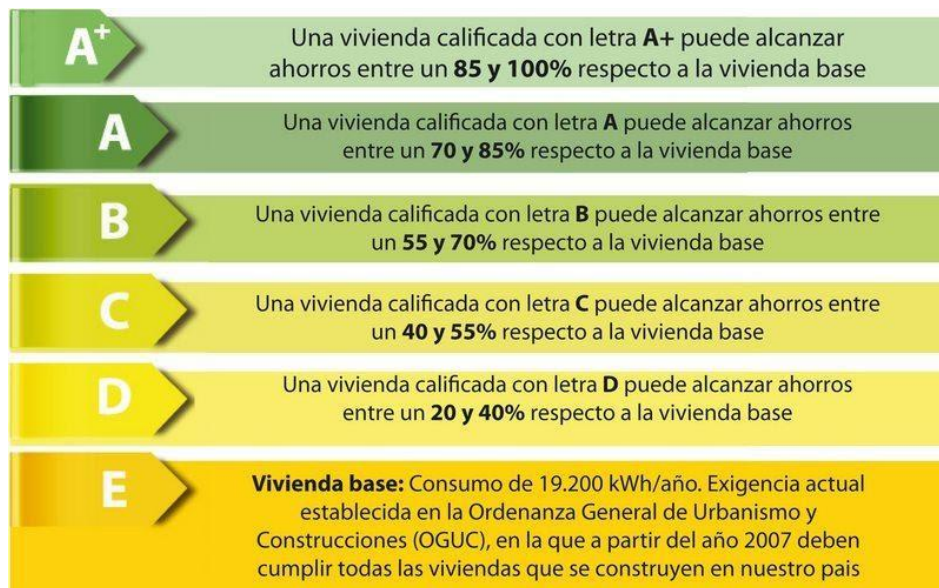 A+
Una vivienda calificada con letra A+ puede alcanzar
ahorros entre un 85 y 100% respecto a la vivienda base
A
Una vivienda calificada con letra A puede alcanzar ahorros
entre un 70 y 85% respecto a la vivienda base
B
Una vivienda calificada con letra B puede alcanzar ahorros entre
un 55 y 70% respecto a la vivienda base
C
Una vivienda calificada con letra C puede alcanzar ahorros entre
un 40 y 55% respecto a la vivienda base
D
Una vivienda calificada con letra D puede alcanzar ahorros
entre un 20 y 40% respecto a la vivienda base
E
Vivienda base: Consumo de 19.200 kWh/año. Exigencia actual
establecida en la Ordenanza General de Urbanismo y
Construcciones (OGUC), en la que a partir del año 2007 deben
cumplir todas las viviendas que se construyen en nuestro pais